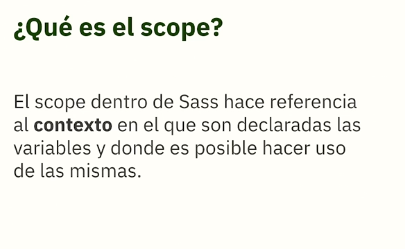 ¿Qué es el scope?
El scope dentro de Sass hace referencia
al contexto en el que son declaradas las
variables y donde es posible hacer uso
de las mismas.